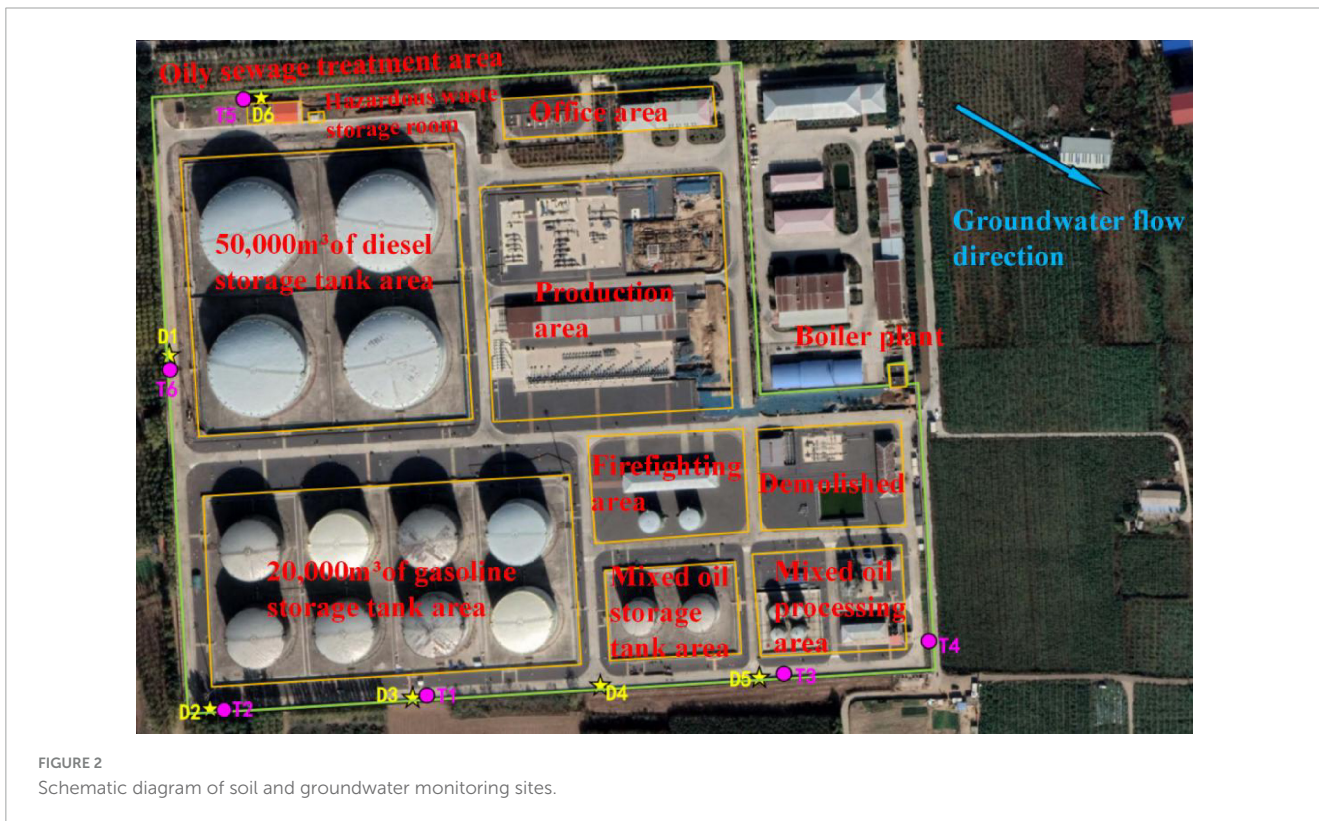 Oily sewage treatment area
T5
D6
Hazardous waste
storage room
Office area
Groundwater flow
direction
50,000m³of diesel
storage tank area
Production
area
Boiler plant
D1
T6
Firefighting
area
Demolished
20,000m³of gasoline
storage tank area
Mixed oil
storage
tank area
Mixed oil
processing
area
T4
D2
T2
D3
T1
D4
D5
T3
FIGURE 2
Schematic diagram of soil and groundwater monitoring sites.